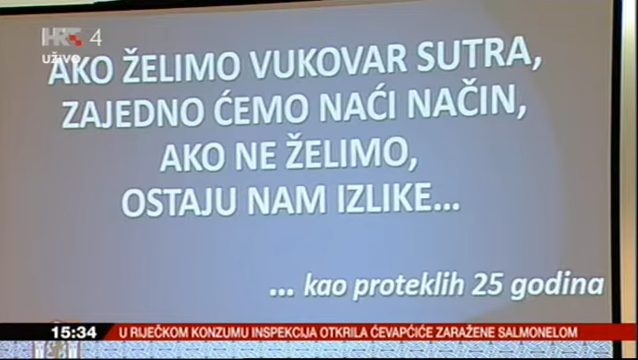 HRT 4
UŽIVO
AKO ŽELIMO VUKOVAR SUTRA,
ZAJEDNO ĆEMO NAĆI NAČIN,
AKO NE ŽELIMO,
OSTAJU NAM IZLIKE...
... kao proteklih 25 godina
15:34 U RIJEČKOM KONZUMU INSPEKCIJA OTKRILA ĆEVAPČIĆE ZARAŽENE SALMONELOM